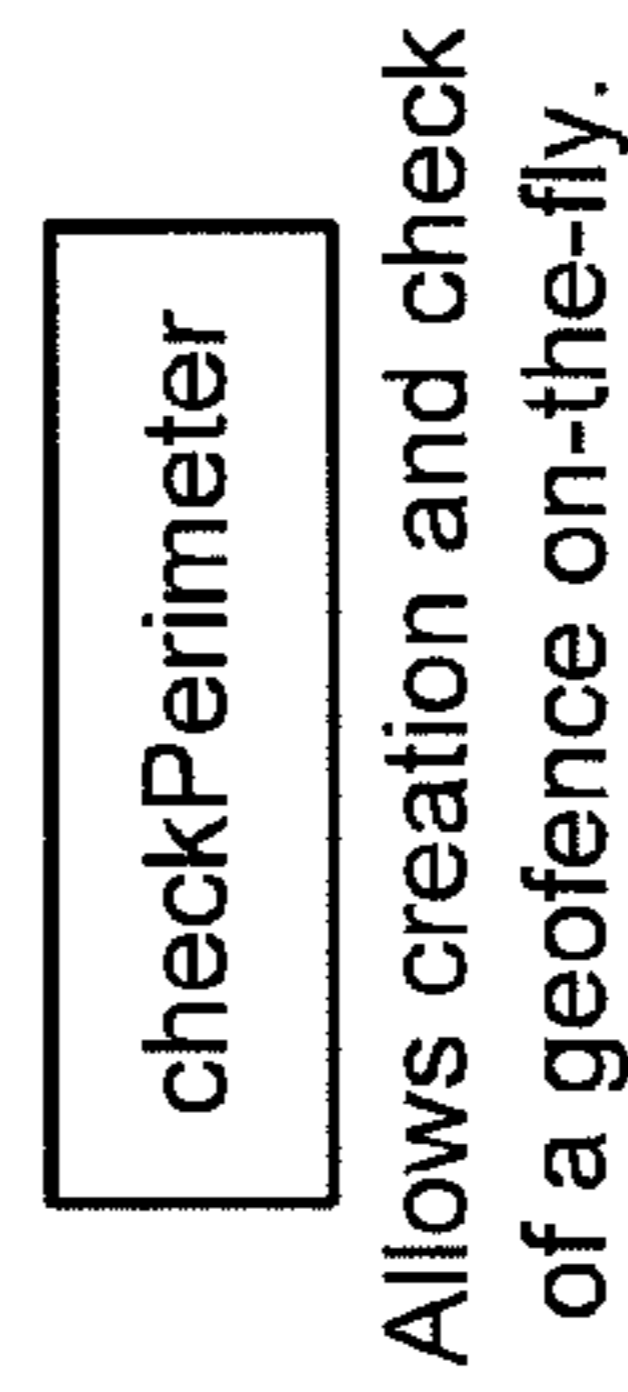 checkPerimeter
Allows creation and check
of a geofence on-the-fly.